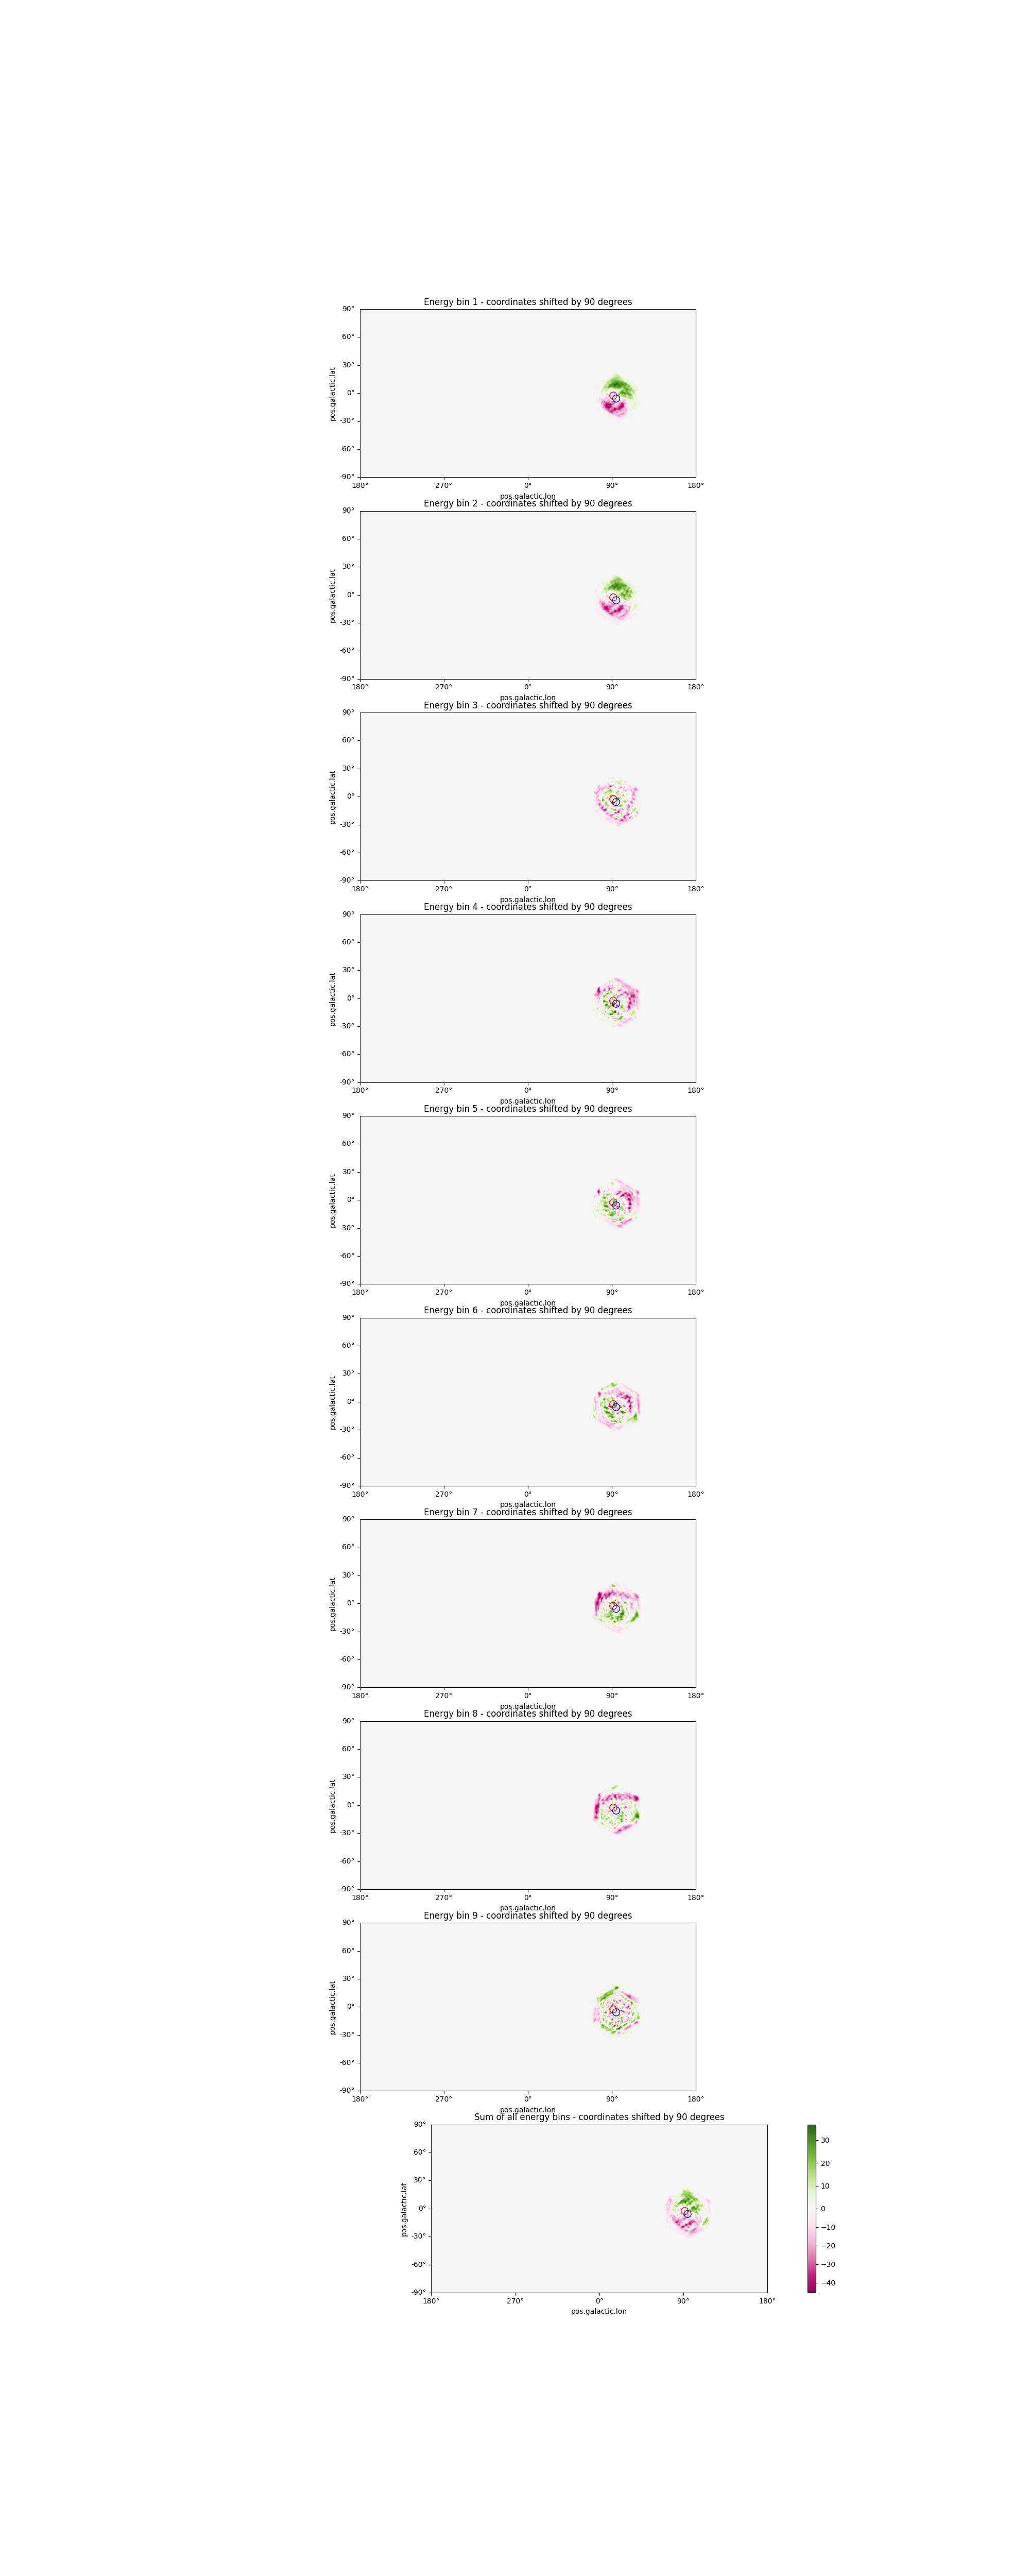 Energy bin 1 - coordinates shifted by 90 degrees
90°
60°
30°
0°
-30°
-60°
-90°
pos.galactic.lat
180° 270° 0° 90° 180°
pos.galactic.lon
Energy bin 2 - coordinates shifted by 90 degrees
90°
60°
30°
0°
-30°
-60°
-90°
pos.galactic.lat
180° 270° 0° 90° 180°
pos.galactic.lon
Energy bin 3 - coordinates shifted by 90 degrees
90°
60°
30°
0°
-30°
-60°
-90°
pos.galactic.lat
180° 270° 0° 90° 180°
pos.galactic.lon
Energy bin 4 - coordinates shifted by 90 degrees
90°
60°
30°
0°
-30°
-60°
-90°
pos.galactic.lat
180° 270° 0° 90° 180°
pos.galactic.lon
Energy bin 5 - coordinates shifted by 90 degrees
90°
60°
30°
0°
-30°
-60°
-90°
pos.galactic.lat
180° 270° 0° 90° 180°
pos.galactic.lon
Energy bin 6 - coordinates shifted by 90 degrees
90°
60°
30°
0°
-30°
-60°
-90°
pos.galactic.lat
180° 270° 0° 90° 180°
pos.galactic.lon
Energy bin 7 - coordinates shifted by 90 degrees
90°
60°
30°
0°
-30°
-60°
-90°
pos.galactic.lat
180° 270° 0° 90° 180°
pos.galactic.lon
Energy bin 8 - coordinates shifted by 90 degrees
90°
60°
30°
0°
-30°
-60°
-90°
pos.galactic.lat
180° 270° 0° 90° 180°
pos.galactic.lon
Energy bin 9 - coordinates shifted by 90 degrees
90°
60°
30°
0°
-30°
-60°
-90°
pos.galactic.lat
180° 270° 0° 90° 180°
pos.galactic.lon
Sum of all energy bins - coordinates shifted by 90 degrees
90°
60°
30°
0°
-30°
-60°
-90°
pos.galactic.lat
180° 270° 0° 90° 180°
pos.galactic.lon
30
20
10
0
−10
−20
−30
−40